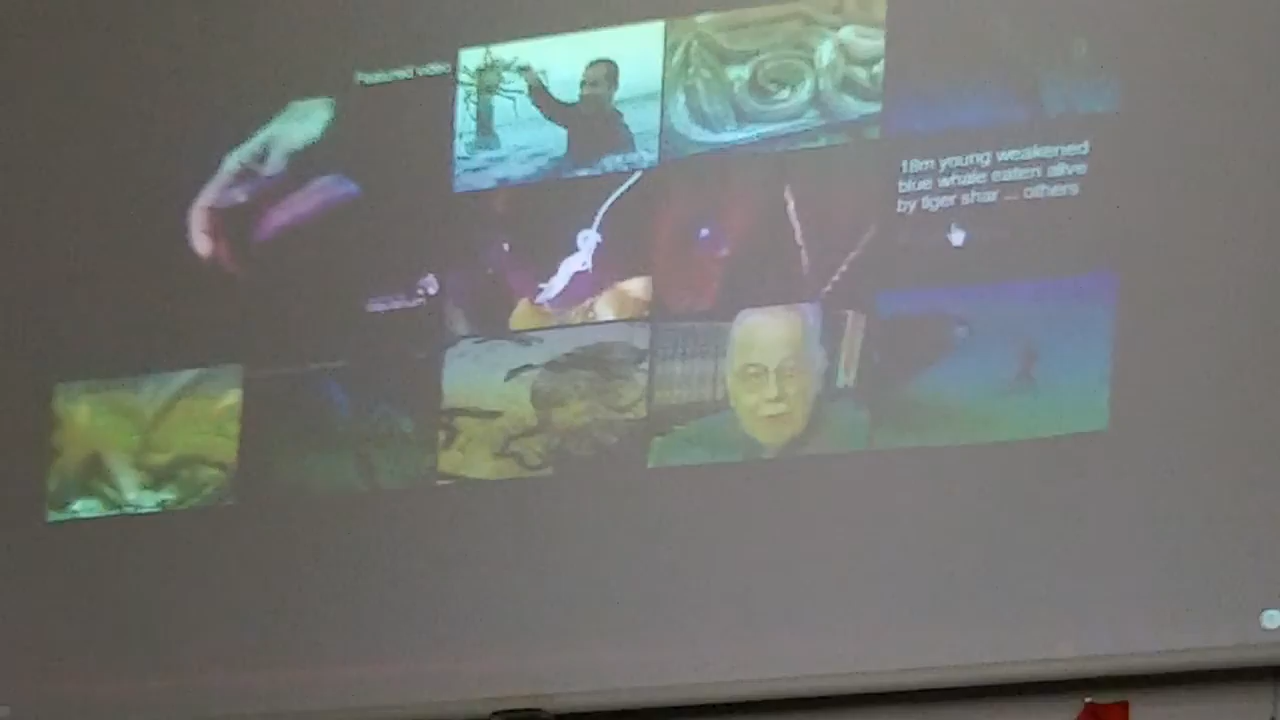 Featured video
18m young weakened
blue whale eaten alive
by tiger shar ... others